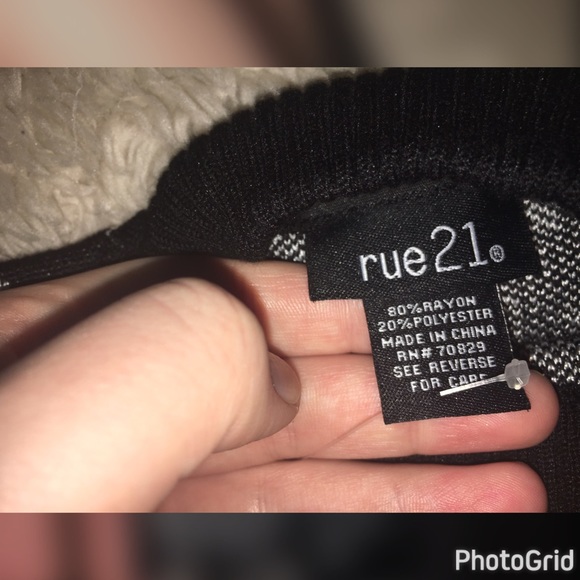 rue21®
80%RAYON
20%POLYESTER
MADE IN CHINA
RN# 70829
SEE REVERSE
FOR CARE
PhotoGrid